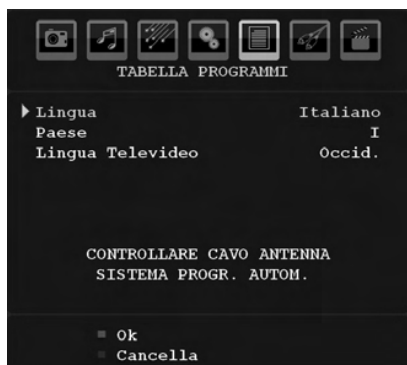 TABELLA PROGRAMMI
Lingua Italiano
Paese I
Lingua Televideo Occid.
CONTROLLARE CAVO ANTENNA
SISTEMA PROGR. AUTOM.
Ok
Cancella